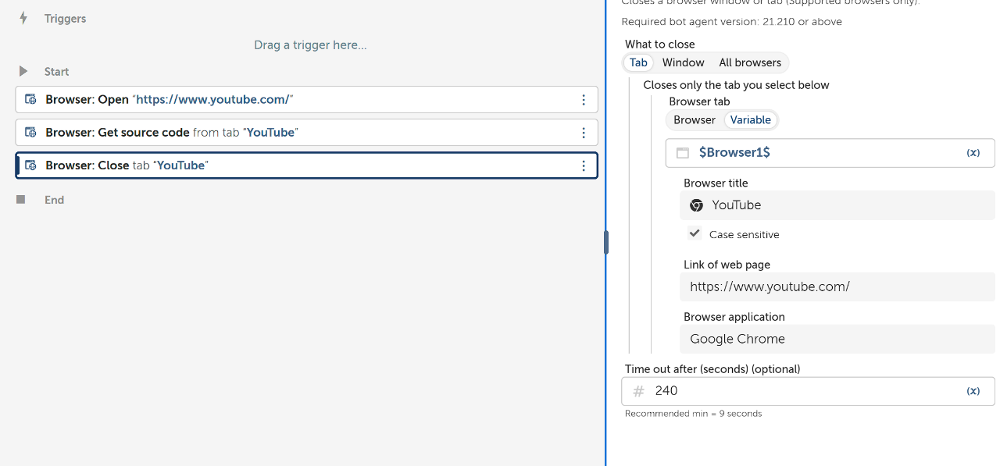 Triggers
Drag a trigger here...
Start
Browser: Open “https://www.youtube.com/”
Browser: Get source code from tab “YouTube”
Browser: Close tab “YouTube”
End
Closes a browser window or tab (Supported browsers only).
Required bot agent version: 21.210 or above
What to close
Tab Window All browsers
Closes only the tab you select below
Browser tab
Browser Variable
$Browser1$ (x)
Browser title
YouTube
Case sensitive
Link of web page
https://www.youtube.com/
Browser application
Google Chrome
Time out after (seconds) (optional)
# 240 (x)
Recommended min = 9 seconds